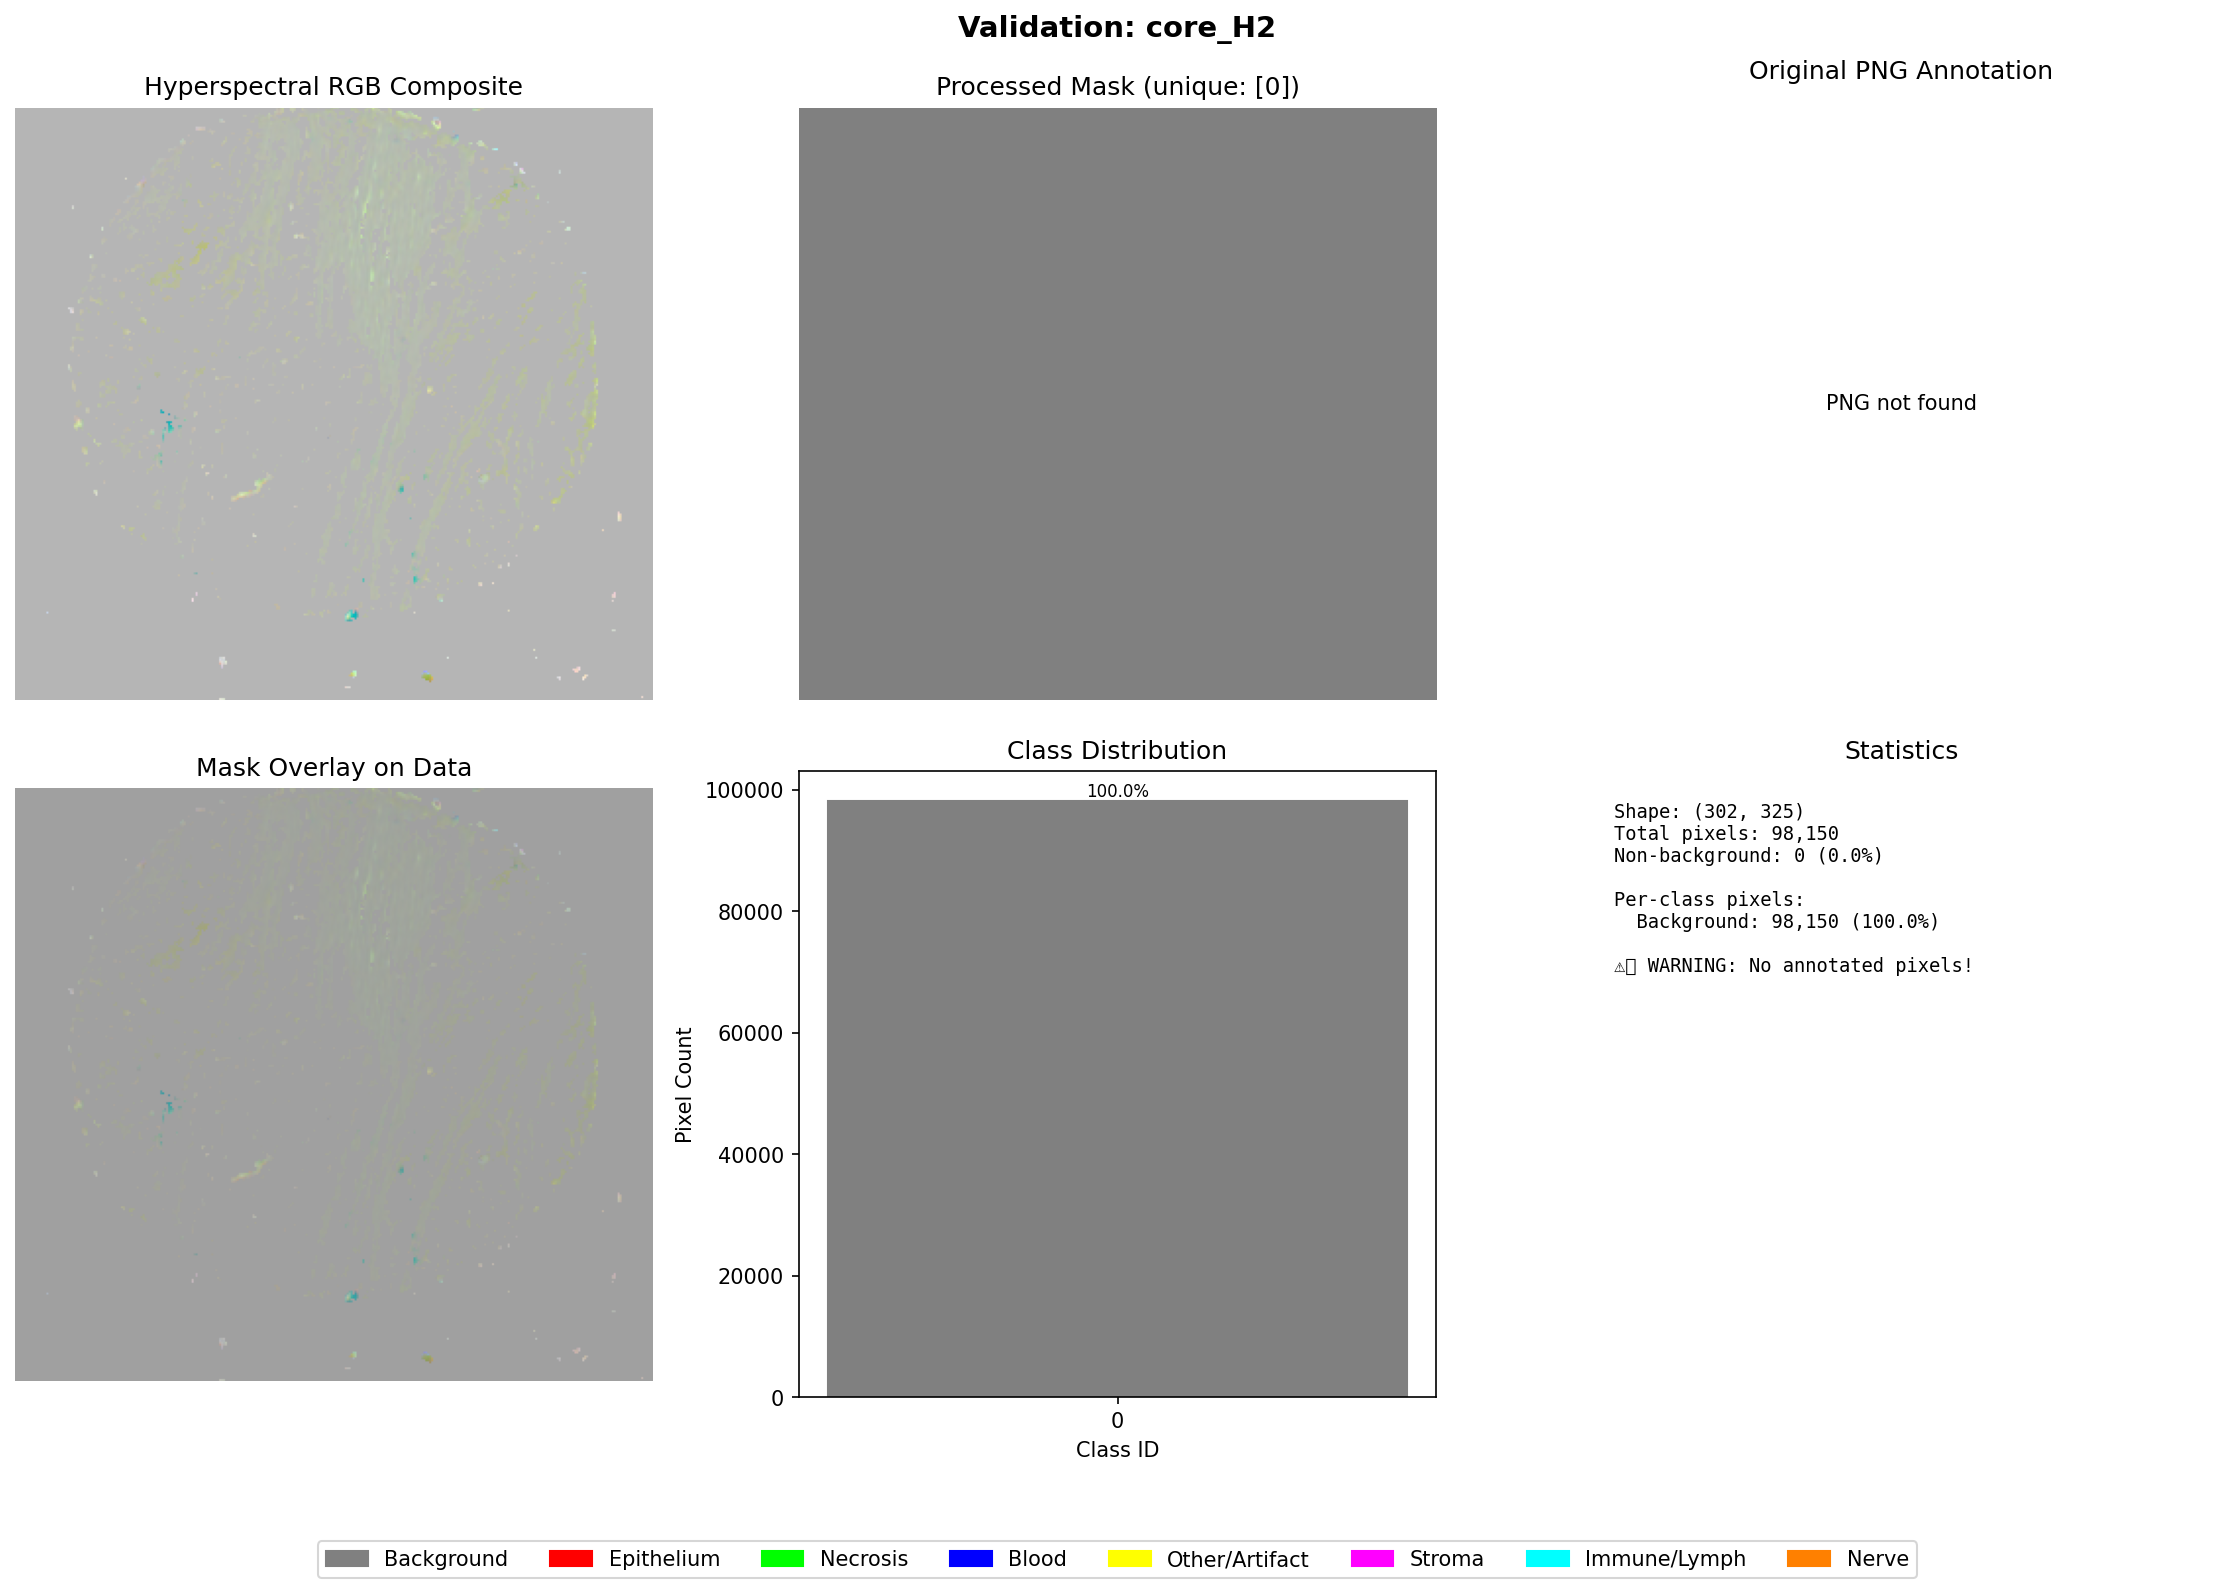 Validation: core_H2
Hyperspectral RGB Composite
Processed Mask (unique: [0])
Original PNG Annotation
PNG not found
Mask Overlay on Data
Class Distribution
100.0%
100000
80000
60000
40000
20000
0
Pixel Count
0
Class ID
Statistics
Shape: (302, 325)
Total pixels: 98,150
Non-background: 0 (0.0%)
Per-class pixels:
Background: 98,150 (100.0%)
⚠ WARNING: No annotated pixels!
Background Epithelium Necrosis Blood Other/Artifact Stroma Immune/Lymph Nerve